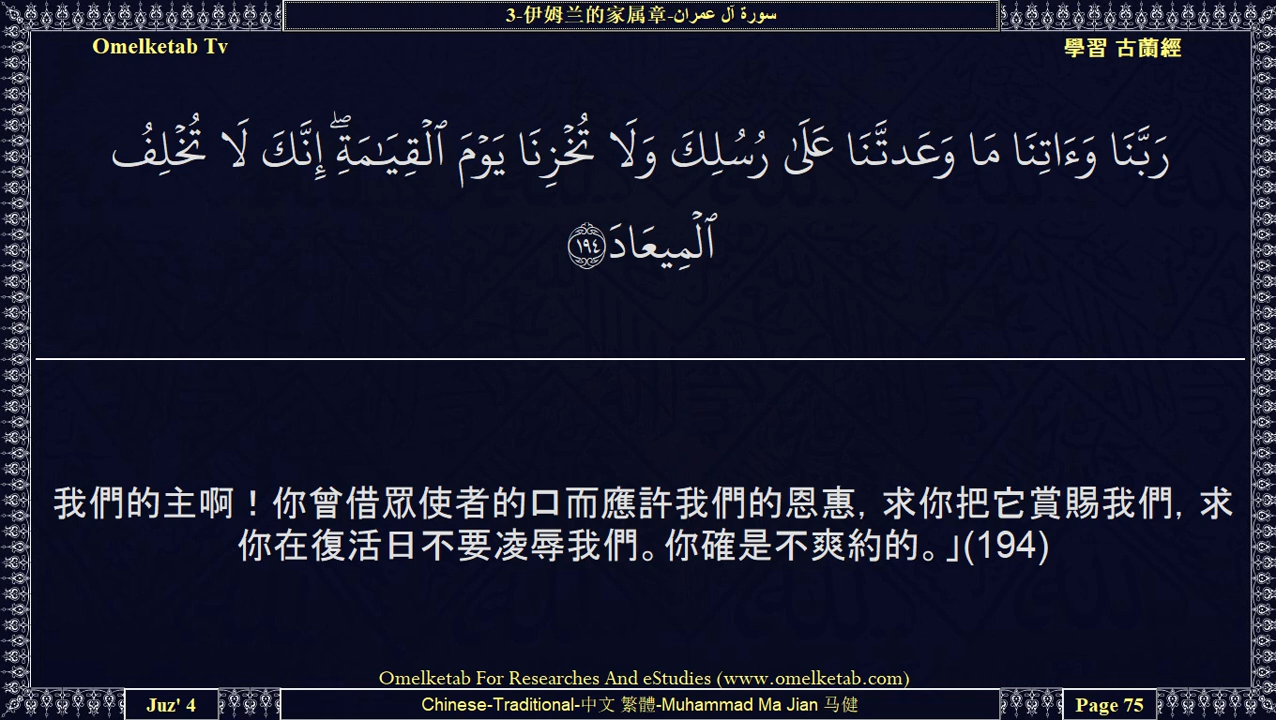 3-伊姆兰的家属章-سورة آل عمران
Omelketab Tv
學習 古蘭經
رَبَّنَا وَءَاتِنَا مَا وَعَدتَّنَا عَلَىٰ رُسُلِكَ وَلَا تُخۡزِنَا يَوۡمَ ٱلۡقِيَٰمَةِۖ إِنَّكَ لَا تُخۡلِفُ
ٱلۡمِيعَادَ ١٩٤
我們的主啊！你曾借眾使者的口而應許我們的恩惠，求你把它賞賜我們，求
你在復活日不要凌辱我們。你確是不爽約的。」(194)
Omelketab For Researches And eStudies (www.omelketab.com)
Juz' 4
Chinese-Traditional-中文 繁體-Muhammad Ma Jian 马健
Page 75